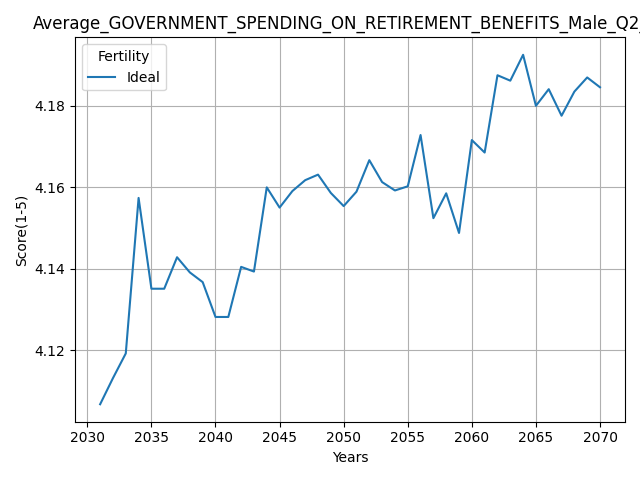 Average_GOVERNMENT_SPENDING_ON_RETIREMENT_BENEFITS_Male_Q2
Fertility
Ideal
4.18
4.16
4.14
4.12
Score(1-5)
2030 2035 2040 2045 2050 2055 2060 2065 2070
Years